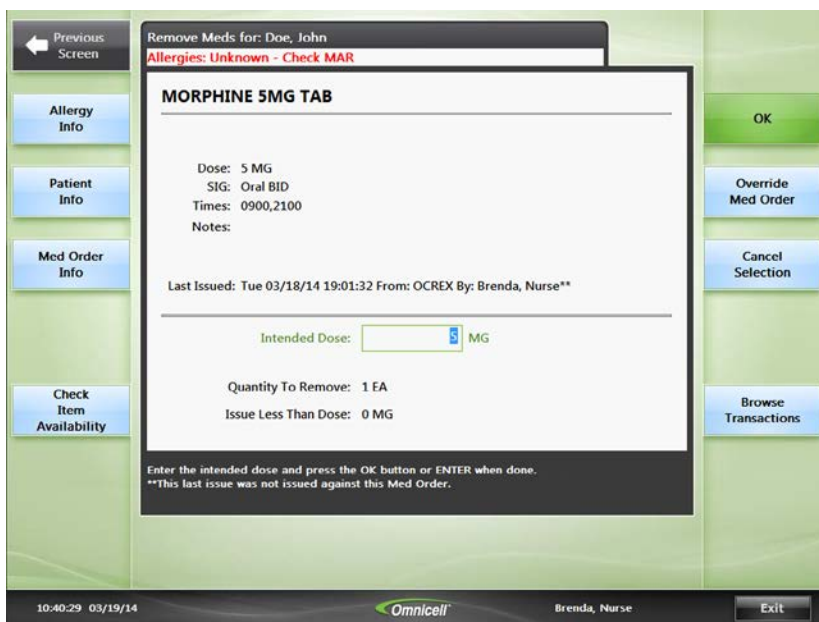 Previous
Screen
Remove Meds for: Doe, John
Allergies: Unknown - Check MAR
Allergy
Info
Patient
Info
Med Order
Info
Check
Item
Availability
MORPHINE 5MG TAB
Dose: 5 MG
SIG: Oral BID
Times: 0900,2100
Notes:
Last Issued: Tue 03/18/14 19:01:32 From: OCREX By: Brenda, Nurse**
Intended Dose: 5 MG
Quantity To Remove: 1 EA
Issue Less Than Dose: 0 MG
Enter the intended dose and press the OK button or ENTER when done.
**This last issue was not issued against this Med Order.
OK
Override
Med Order
Cancel
Selection
Browse
Transactions
10:40:29 03/19/14
Omnicell
Brenda, Nurse
Exit